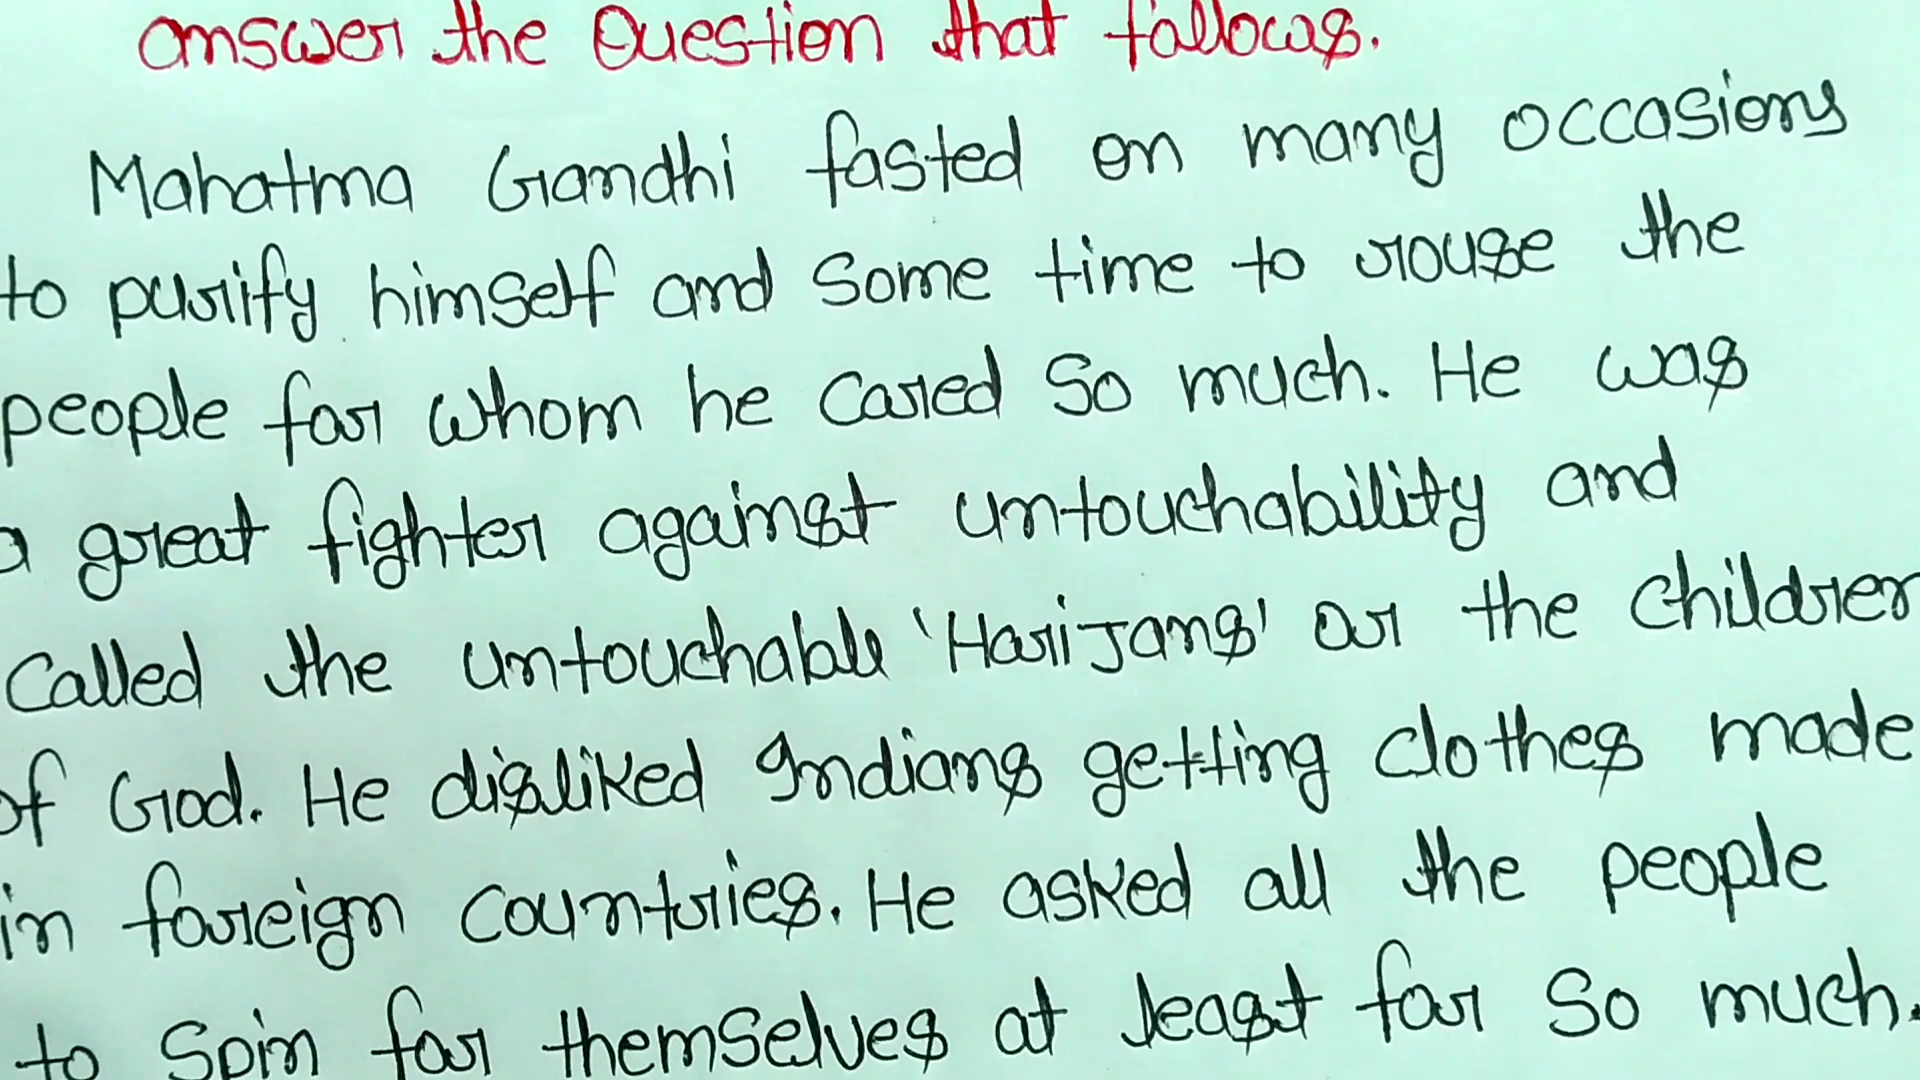 answer the Question that follows.
Mahatma Gandhi fasted on many occasions
to purify himself and Some time to rouse the
people for whom he Cared So much. He was
a great fighter against untouchability and
Called the untouchable 'Harijans' or the children
of God. He disliked Indians getting clothes made
in foreign Countries. He asked all the people
to Spin for themselves at least for So much.